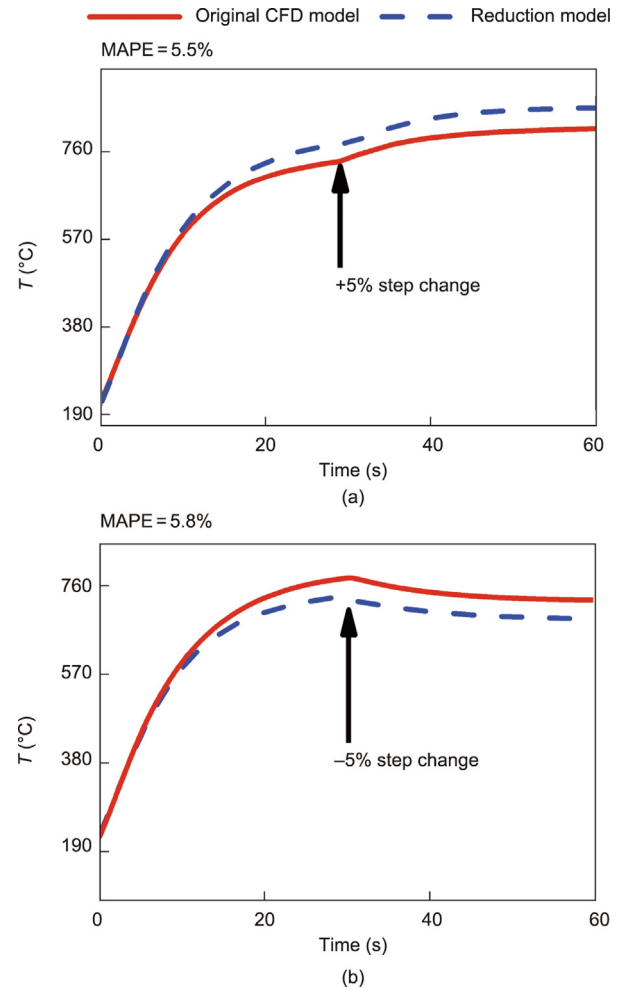 Original CFD model Reduction model
MAPE = 5.5%
760
570
380
190
T (°C)
+5% step change
0 20 40 60
Time (s)
(a)
MAPE = 5.8%
760
570
380
190
T (°C)
–5% step change
0 20 40 60
Time (s)
(b)